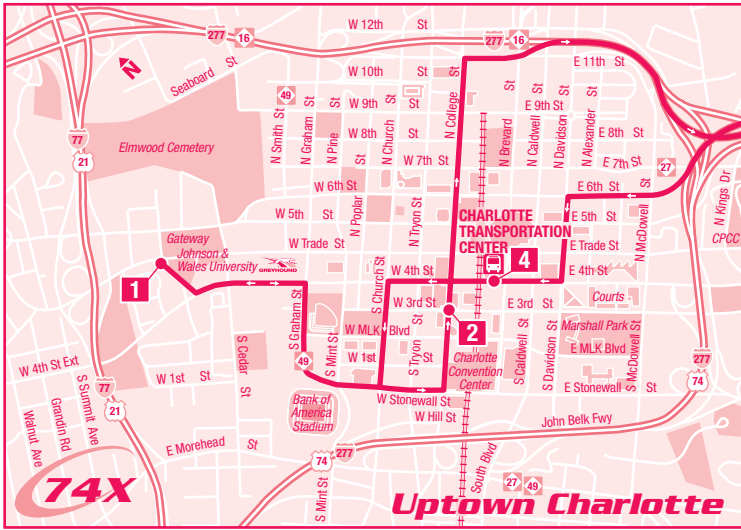 W 12th St
277
16
277
16
N
Seaboard St
W 10th St
E 11th St
49
W 9th St
E 9th St
N College St
77
21
Elmwood Cemetery
N Smith St
N Graham St
N Pine St
W 8th St
N Church St
N Brevard St
N Caldwell St
N Davidson St
N Alexander St
E 8th St
W 7th St
E 7th St
27
W 6th St
E 6th St
N Poplar St
N Tryon St
W 5th St
E 5th St
N McDowell St
N Kings Dr
CHARLOTTE
TRANSPORTATION
CENTER
Gateway
Johnson &
Wales University
GREYHOUND
W Trade St
E Trade St
CPCC
1
W 4th St
4
E 4th St
S Church St
W 3rd St
E 3rd St
Courts
S Graham St
S Mint St
W MLK Blvd
2
Marshall Park
E MLK Blvd
S Cedar St
W 1st St
S Tryon St
Charlotte
Convention
Center
S Caldwell St
S Davidson St
S McDowell St
W 4th St Ext
49
277
74
77
W 1st St
E Stonewall St
21
Walnut Ave
Grandin Rd
S Summit Ave
Bank of
America
Stadium
W Stonewall St
W Hill St
John Belk Fwy
E Morehead St
277
74
South Blvd
S Mint St
27
49
74X
Uptown Charlotte